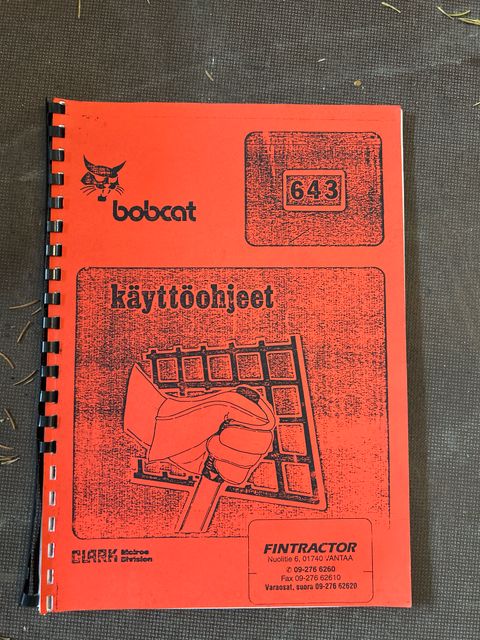 bobcat
643
käyttöohjeet
CLARK Melroe Division
FINTRACTOR
Nuolitie 6, 01740 VANTAA
✆ 09-276 6260
Fax 09-276 62610
Varaosat, suora 09-276 62620